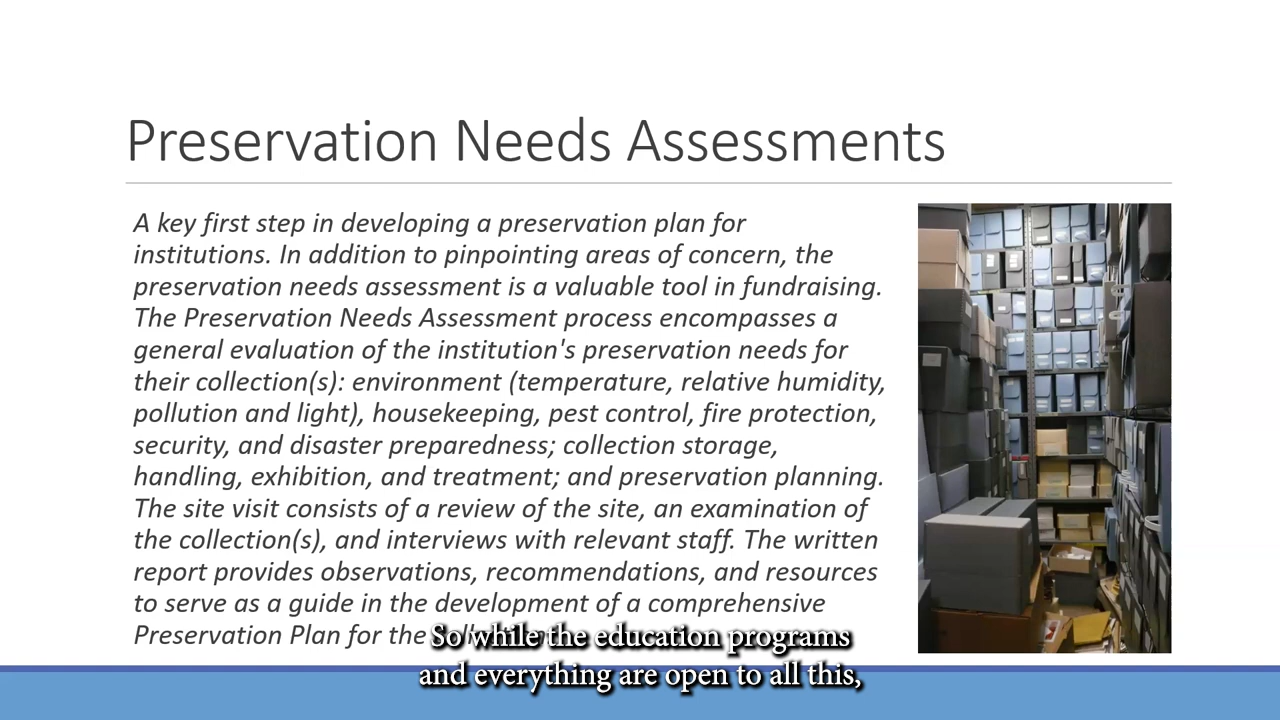 Preservation Needs Assessments
A key first step in developing a preservation plan for
institutions. In addition to pinpointing areas of concern, the
preservation needs assessment is a valuable tool in fundraising.
The Preservation Needs Assessment process encompasses a
general evaluation of the institution's preservation needs for
their collection(s): environment (temperature, relative humidity,
pollution and light), housekeeping, pest control, fire protection,
security, and disaster preparedness; collection storage,
handling, exhibition, and treatment; and preservation planning.
The site visit consists of a review of the site, an examination of
the collection(s), and interviews with relevant staff. The written
report provides observations, recommendations, and resources
to serve as a guide in the development of a comprehensive
Preservation Plan for the
So while the education programs
and everything are open to all this,